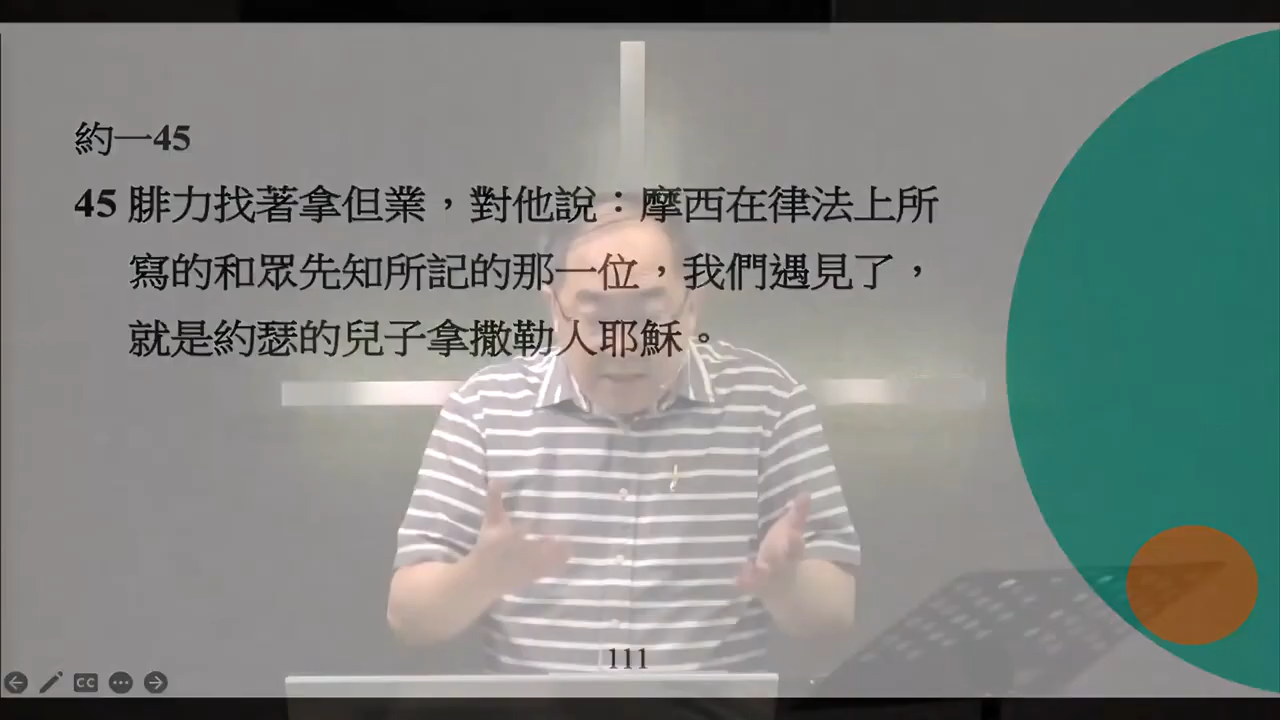 約一45
45 腓力找著拿但業，對他說：摩西在律法上所
寫的和眾先知所記的那一位，我們遇見了，
就是約瑟的兒子拿撒勒人耶穌。
111
CC